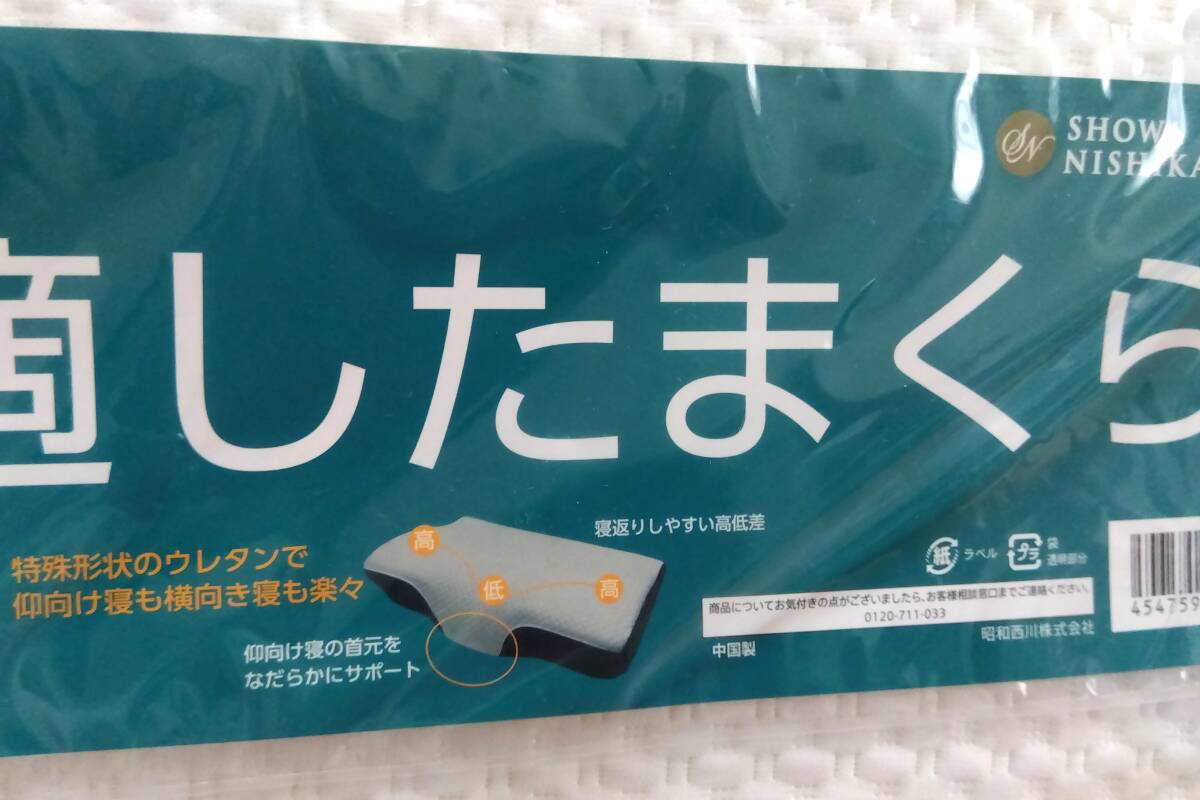 SN SHOWA
NISHIKA
適したまくら
特殊形状のウレタンで
仰向け寝も横向き寝も楽々
高
低
高
寝返りしやすい高低差
仰向け寝の首元を
なだらかにサポート
紙 ラベル
プラ 袋
透明部分
商品についてお気付きの点がございましたら、お客様相談窓口までご連絡ください。
0120-711-033
中国製
昭和西川株式会社
454759